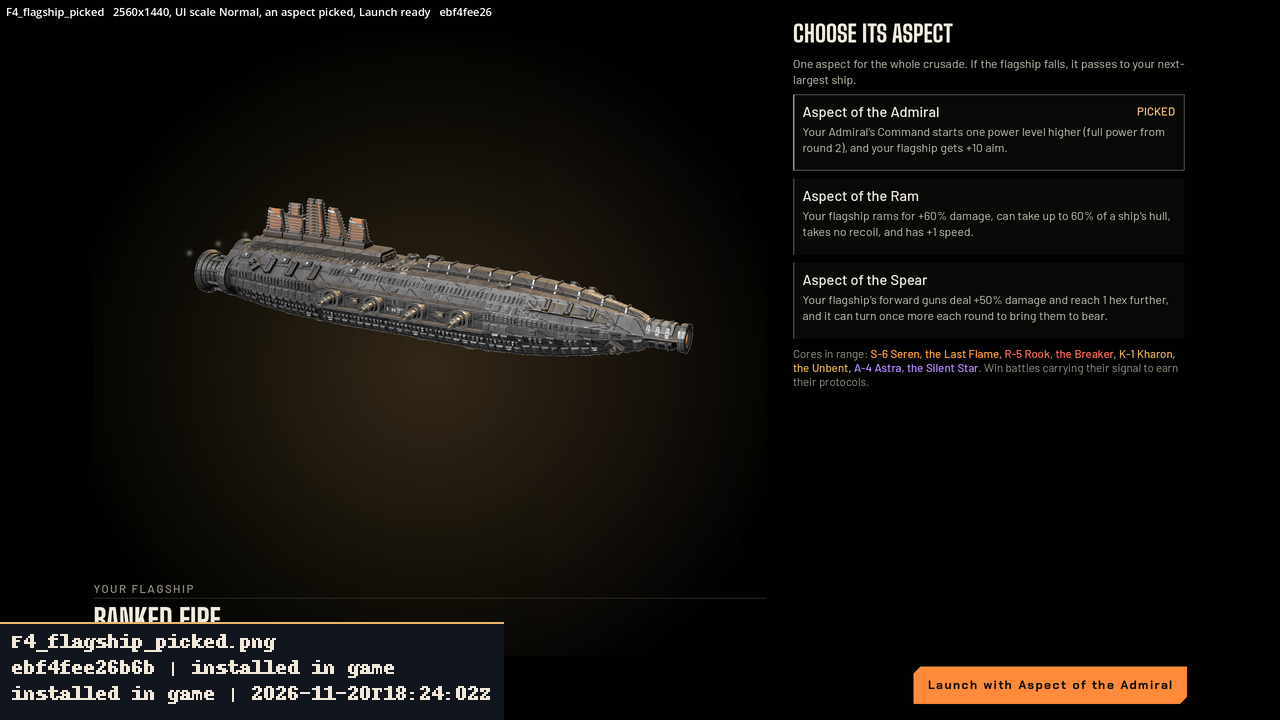 F4_flagship_picked 2560x1440, UI scale Normal, an aspect picked, Launch ready ebf4fee26
CHOOSE ITS ASPECT
One aspect for the whole crusade. If the flagship falls, it passes to your next-
largest ship.
Aspect of the Admiral PICKED
Your Admiral's Command starts one power level higher (full power from
round 2), and your flagship gets +10 aim.
Aspect of the Ram
Your flagship rams for +60% damage, can take up to 60% of a ship's hull,
takes no recoil, and has +1 speed.
Aspect of the Spear
Your flagship's forward guns deal +50% damage and reach 1 hex further,
and it can turn once more each round to bring them to bear.
Cores in range: S-6 Seren, the Last Flame, R-5 Rook, the Breaker, K-1 Kharon,
the Unbent, A-4 Astra, the Silent Star. Win battles carrying their signal to earn
their protocols.
YOUR FLAGSHIP
BANKED FIRE
F4_flagship_picked.png
ebf4fee26b6b | installed in game
installed in game | 2026-11-20T18:24:02Z
Launch with Aspect of the Admiral